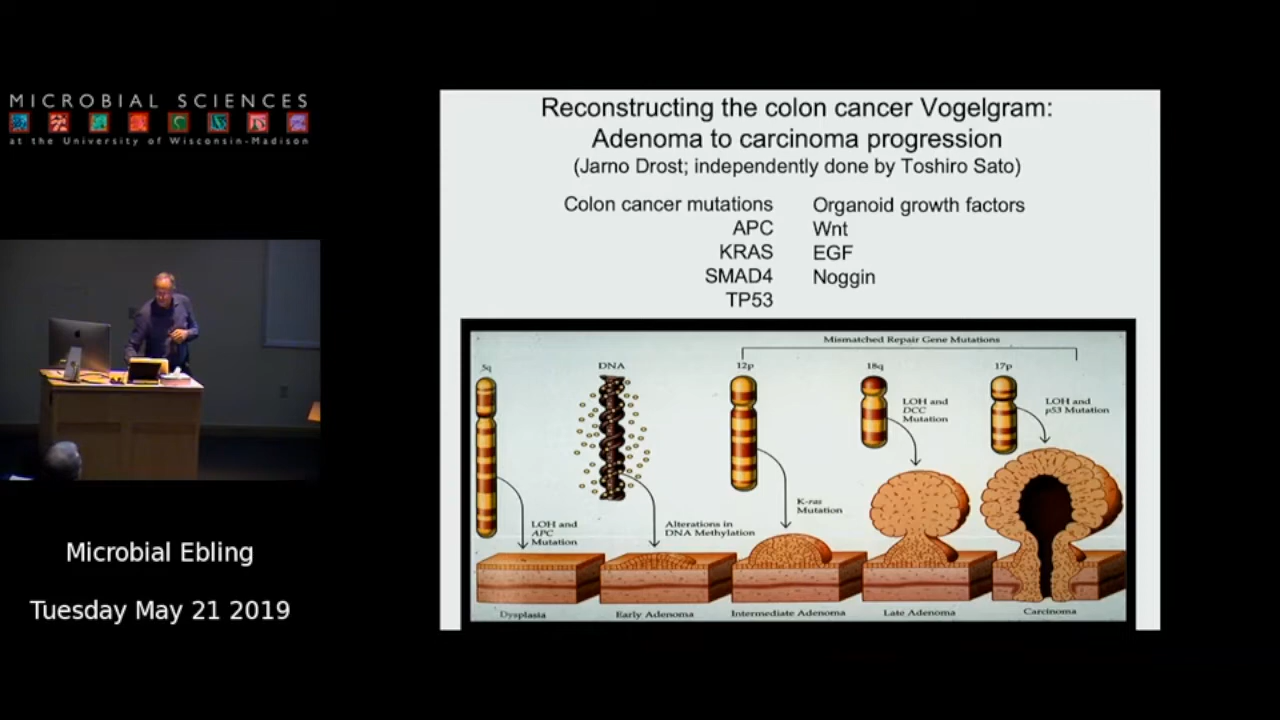 MICROBIAL SCIENCES
at the University of Wisconsin-Madison
Microbial Ebling
Tuesday May 21 2019
Reconstructing the colon cancer Vogelgram:
Adenoma to carcinoma progression
(Jarno Drost; independently done by Toshiro Sato)
Colon cancer mutations
APC
KRAS
SMAD4
TP53
Organoid growth factors
Wnt
EGF
Noggin
Mismatched Repair Gene Mutations
5q
DNA
12p
18q
17p
LOH and
APC
Mutation
Alterations in
DNA Methylation
K-ras
Mutation
LOH and
DCC
Mutation
LOH and
p53 Mutation
Dysplasia
Early Adenoma
Intermediate Adenoma
Late Adenoma
Carcinoma